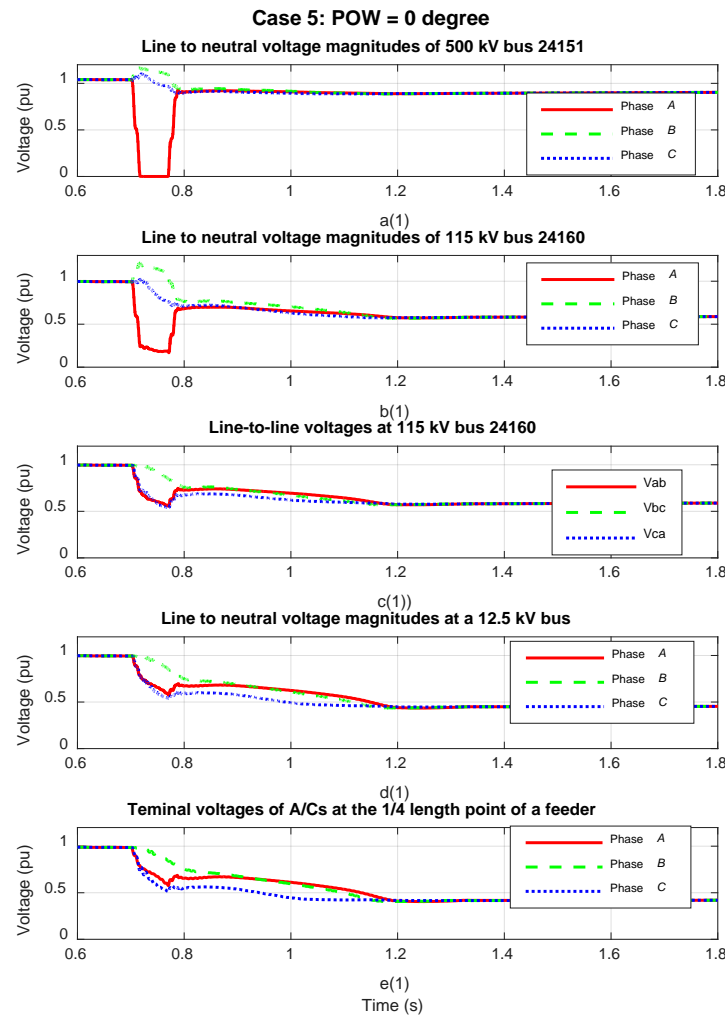 Case 5: POW = 0 degree
Line to neutral voltage magnitudes of 500 kV bus 24151
Voltage (pu)
1
0.5
0
Phase A
Phase B
Phase C
0.6 0.8 1 1.2 1.4 1.6 1.8
a(1)
Line to neutral voltage magnitudes of 115 kV bus 24160
Voltage (pu)
1
0.5
0
Phase A
Phase B
Phase C
0.6 0.8 1 1.2 1.4 1.6 1.8
b(1)
Line-to-line voltages at 115 kV bus 24160
Voltage (pu)
1
0.5
0
Vab
Vbc
Vca
0.6 0.8 1 1.2 1.4 1.6 1.8
c(1))
Line to neutral voltage magnitudes at a 12.5 kV bus
Voltage (pu)
1
0.5
0
Phase A
Phase B
Phase C
0.6 0.8 1 1.2 1.4 1.6 1.8
d(1)
Teminal voltages of A/Cs at the 1/4 length point of a feeder
Voltage (pu)
1
0.5
0
Phase A
Phase B
Phase C
0.6 0.8 1 1.2 1.4 1.6 1.8
e(1)
Time (s)